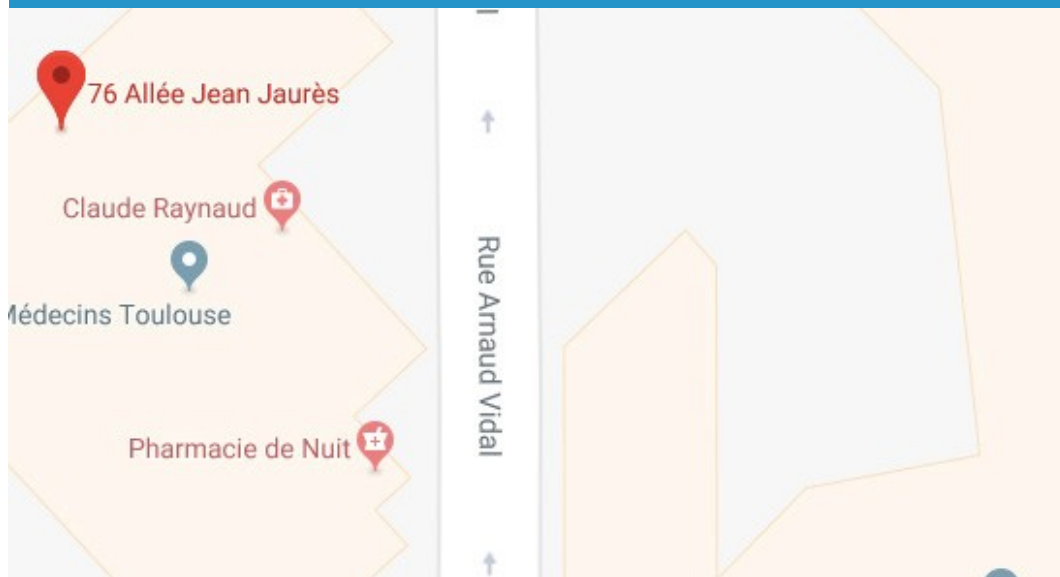 76 Allée Jean Jaurès
Claude Raynaud
Médecins Toulouse
Pharmacie de Nuit
Rue Arnaud Vidal